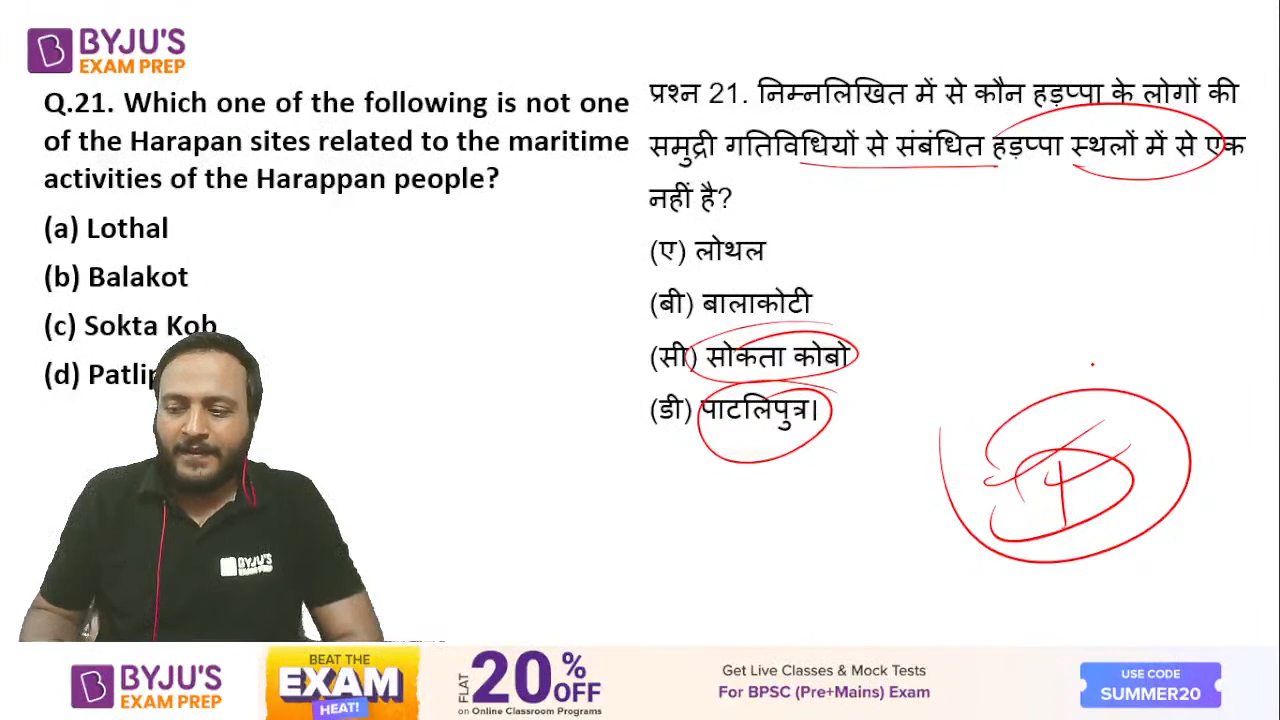 BYJU'S
EXAM PREP
Q.21. Which one of the following is not one
of the Harapan sites related to the maritime
activities of the Harappan people?
(a) Lothal
(b) Balakot
(c) Sokta Kob
(d) Patlip
प्रश्न 21. निम्नलिखित में से कौन हड़प्पा के लोगों की
समुद्री गतिविधियों से संबंधित हड़प्पा स्थलों में से एक
नहीं है?
(ए) लोथल
(बी) बालाकोटी
(सी) सोकता कोबो
(डी) पाटलिपुत्र।
D
BYJU'S
EXAM PREP
BYJU'S
EXAM PREP
BEAT THE
EXAM
HEAT!
FLAT 20% OFF
on Online Classroom Programs
Get Live Classes & Mock Tests
For BPSC (Pre+Mains) Exam
USE CODE
SUMMER20